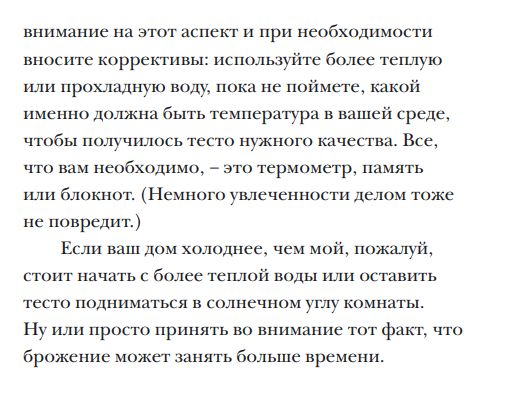 внимание на этот аспект и при необходимости
вносите коррективы: используйте более теплую
или прохладную воду, пока не поймете, какой
именно должна быть температура в вашей среде,
чтобы получилось тесто нужного качества. Все,
что вам необходимо, – это термометр, память
или блокнот. (Немного увлеченности делом тоже
не повредит.)
Если ваш дом холоднее, чем мой, пожалуй,
стоит начать с более теплой воды или оставить
тесто подниматься в солнечном углу комнаты.
Ну или просто принять во внимание тот факт, что
брожение может занять больше времени.